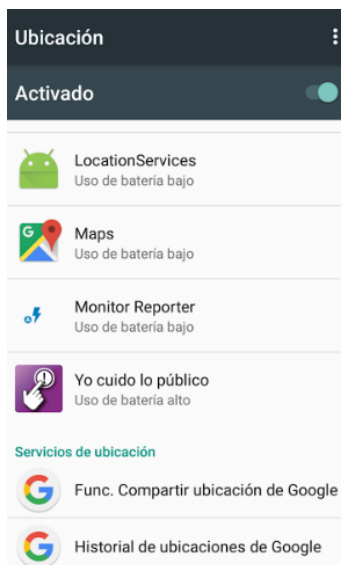 Ubicación
Activado
LocationServices
Uso de batería bajo
Maps
Uso de batería bajo
Monitor Reporter
Uso de batería bajo
Yo cuido lo público
Uso de batería alto
Servicios de ubicación
Func. Compartir ubicación de Google
Historial de ubicaciones de Google